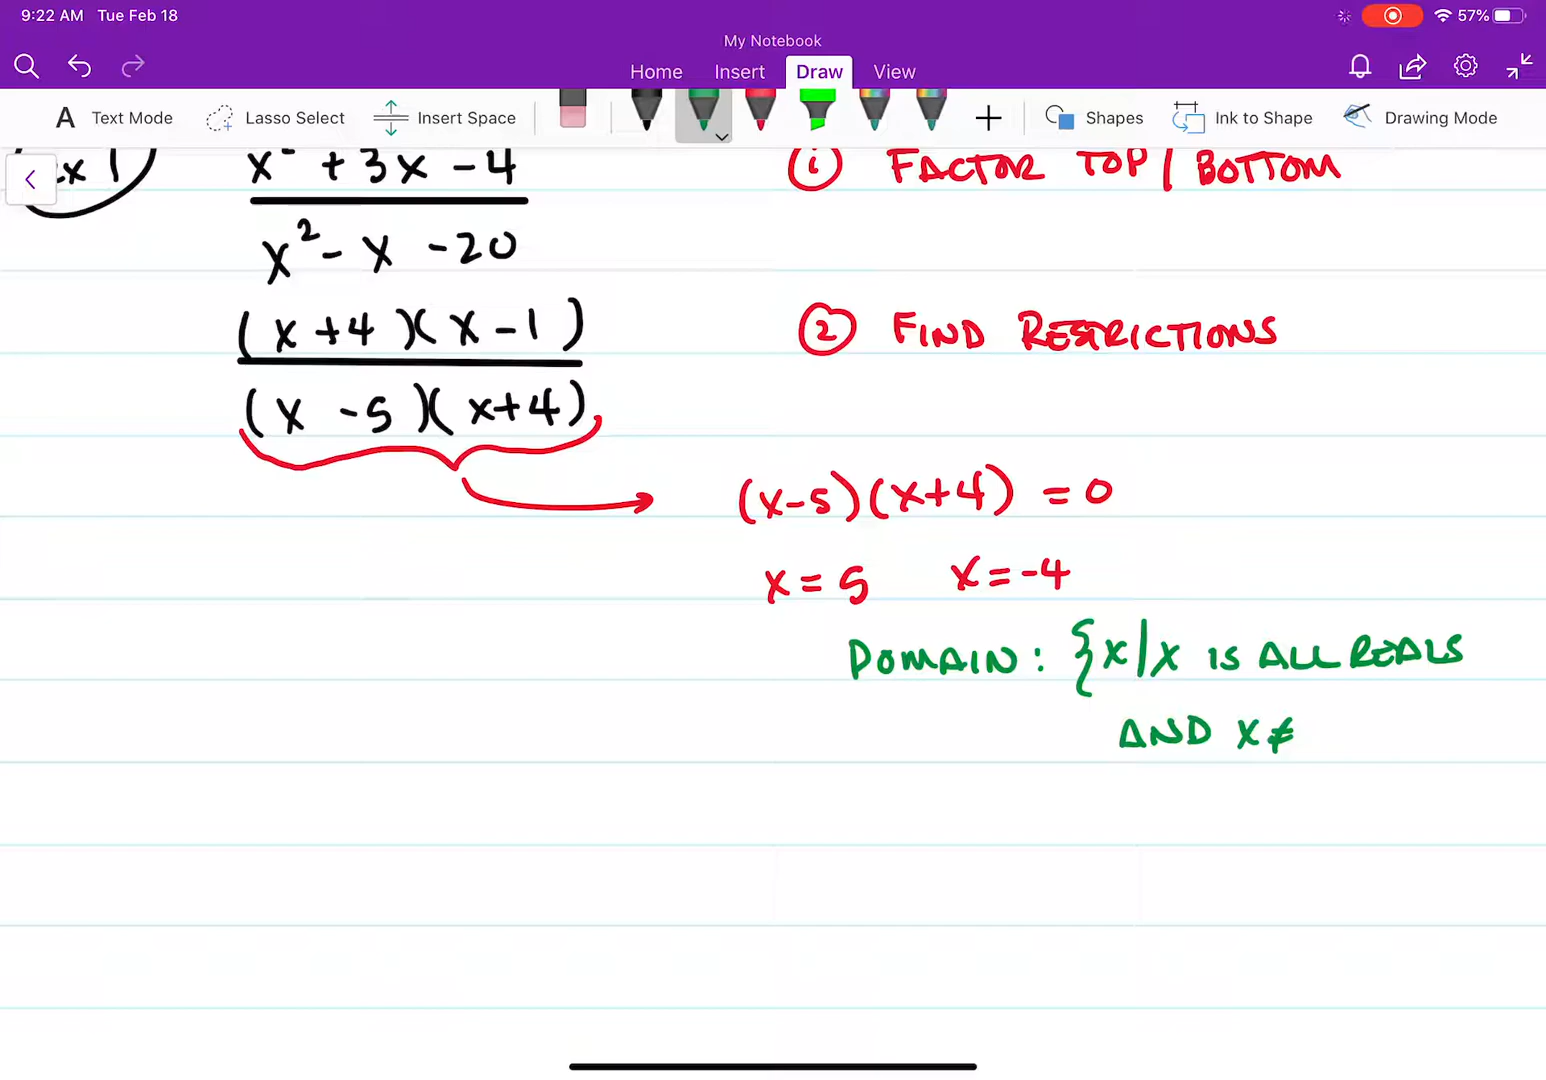 9:22 AM Tue Feb 18
57%
My Notebook
Home Insert Draw View
A Text Mode Lasso Select Insert Space Shapes Ink to Shape Drawing Mode
x 1
x² + 3x - 4
① FACTOR TOP / BOTTOM
x² - x - 20
(x + 4)(x - 1)
② FIND RESTRICTIONS
(x - 5)(x + 4)
(x - 5)(x + 4) = 0
x = 5 x = -4
DOMAIN: {x | x IS ALL REALS
AND x ≠